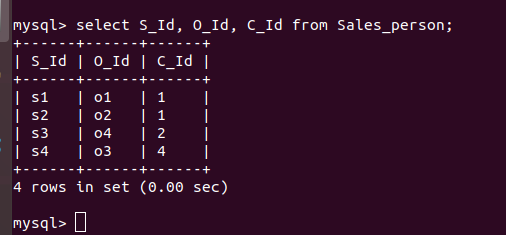 mysql> select S_Id, O_Id, C_Id from Sales_person;
+------+------+------+
| S_Id | O_Id | C_Id |
+------+------+------+
| s1   | o1   | 1    |
| s2   | o2   | 1    |
| s3   | o4   | 2    |
| s4   | o3   | 4    |
+------+------+------+
4 rows in set (0.00 sec)
mysql>